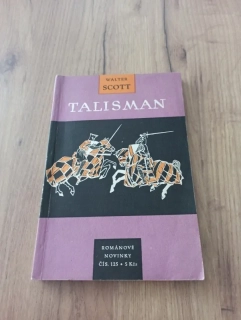 WALTER
SCOTT
TALISMAN
ROMÁNOVÉ
NOVINKY
ČÍS. 125 • 5 Kčs